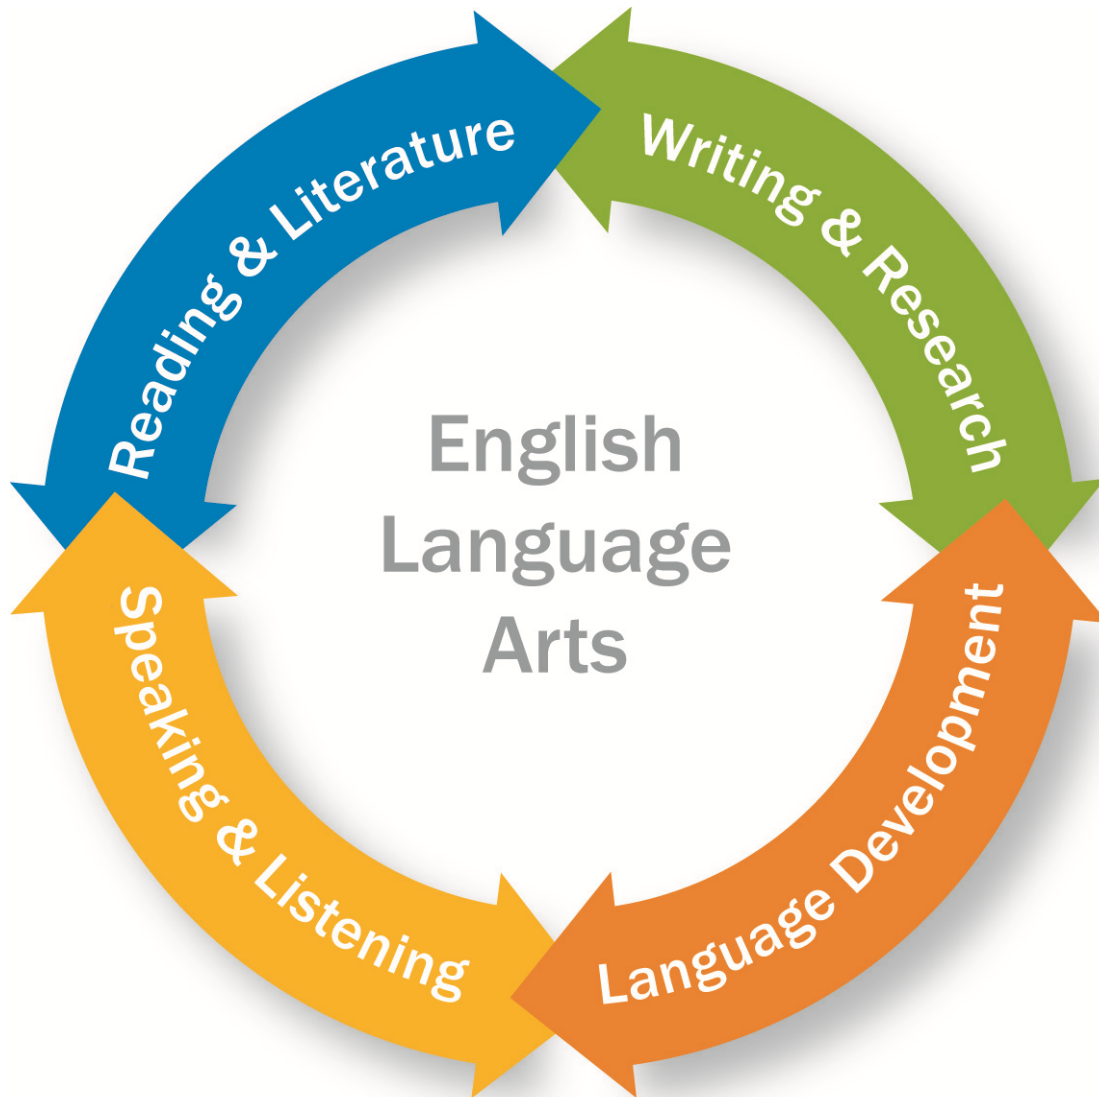 Reading & Literature
Writing & Research
English
Language
Arts
Speaking & Listening
Language Development